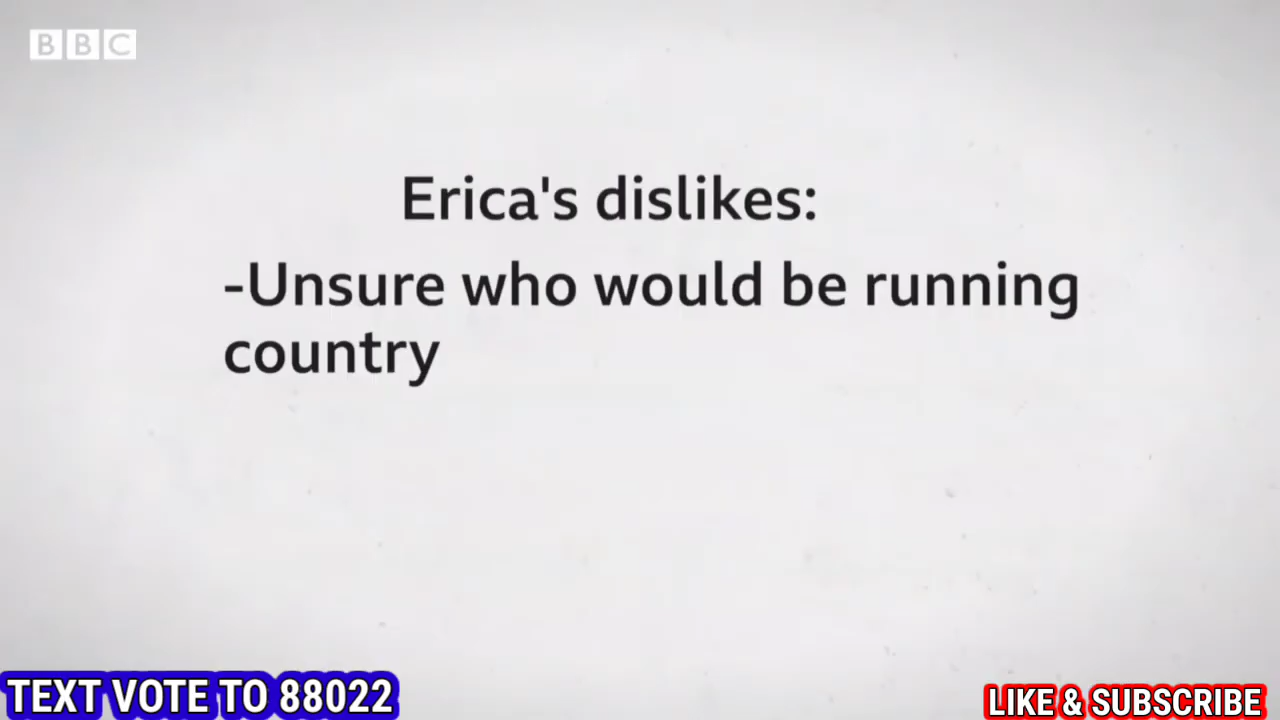 BBC
Erica's dislikes:
-Unsure who would be running
country
TEXT VOTE TO 88022
LIKE & SUBSCRIBE